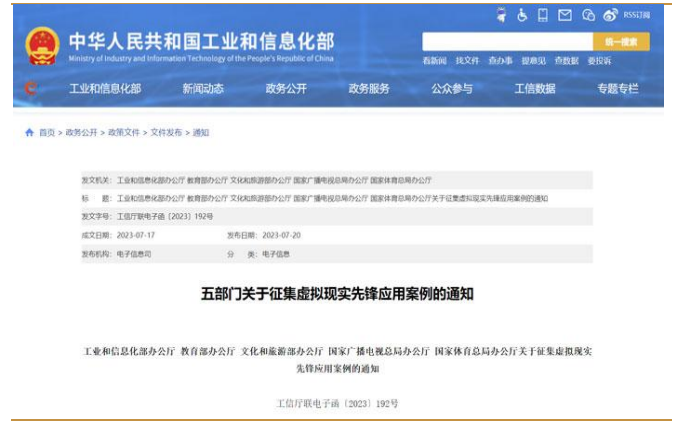 RSS订阅
中华人民共和国工业和信息化部
Ministry of Industry and Information Technology of the People's Republic of China
统一搜索
看新闻 找文件 查办事 提意见 查数据 要投诉
工业和信息化部 新闻动态 政务公开 政务服务 公众参与 工信数据 专题专栏
首页 > 政务公开 > 政策文件 > 文件发布 > 通知
发文机关: 工业和信息化部办公厅 教育部办公厅 文化和旅游部办公厅 国家广播电视总局办公厅 国家体育总局办公厅
标 题: 工业和信息化部办公厅 教育部办公厅 文化和旅游部办公厅 国家广播电视总局办公厅 国家体育总局办公厅关于征集虚拟现实先锋应用案例的通知
发文字号: 工信厅联电子函〔2023〕192号
成文日期: 2023-07-17 发布日期: 2023-07-20
发布机构: 电子信息司 分 类: 电子信息
五部门关于征集虚拟现实先锋应用案例的通知
工业和信息化部办公厅 教育部办公厅 文化和旅游部办公厅 国家广播电视总局办公厅 国家体育总局办公厅关于征集虚拟现实
先锋应用案例的通知
工信厅联电子函〔2023〕192号